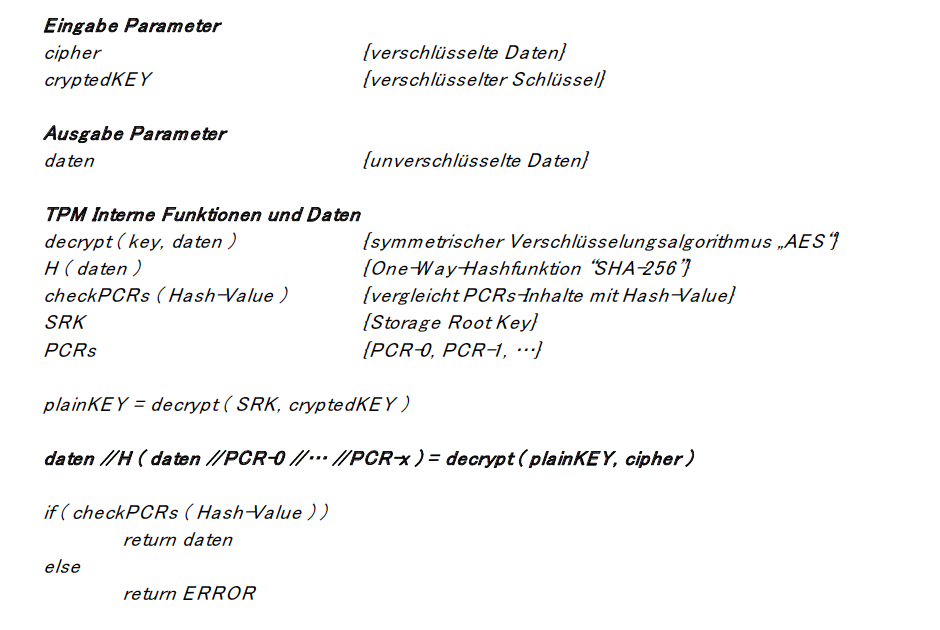 Eingabe Parameter
cipher {verschlüsselte Daten}
cryptedKEY {verschlüsselter Schlüssel}
Ausgabe Parameter
daten {unverschlüsselte Daten}
TPM Interne Funktionen und Daten
decrypt ( key, daten ) {symmetrischer Verschlüsselungsalgorithmus „AES“}
H ( daten ) {One-Way-Hashfunktion “SHA-256”}
checkPCRs ( Hash-Value ) {vergleicht PCRs-Inhalte mit Hash-Value}
SRK {Storage Root Key}
PCRs {PCR-0, PCR-1, …}
plainKEY = decrypt ( SRK, cryptedKEY )
daten //H ( daten //PCR-0 //… //PCR-x ) = decrypt ( plainKEY, cipher )
if ( checkPCRs ( Hash-Value ) )
return daten
else
return ERROR